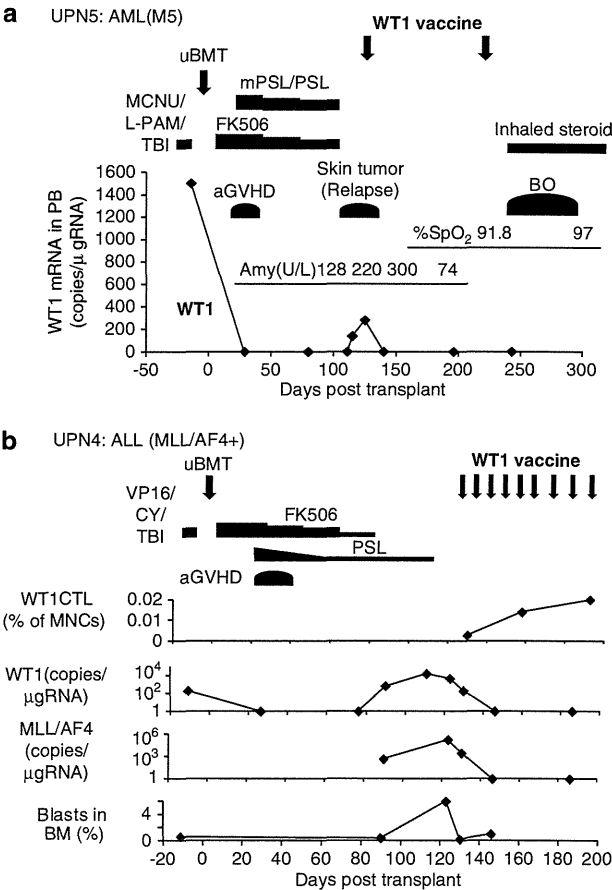 a UPN5: AML(M5)
WT1 vaccine
uBMT
mPSL/PSL
MCNU/
L-PAM/
TBI
FK506
Inhaled steroid
Skin tumor
(Relapse)
aGVHD
BO
%SpO2 91.8 97
Amy(U/L)128 220 300 74
WT1
WT1 mRNA in PB
(copies/μ gRNA)
1600
1400
1200
1000
800
600
400
200
0
-50 0 50 100 150 200 250 300
Days post transplant
b UPN4: ALL (MLL/AF4+)
uBMT
WT1 vaccine
VP16/
CY/
TBI
FK506
PSL
aGVHD
WT1CTL
(% of MNCs)
0.02
0.01
0
WT1(copies/
μgRNA)
10^4
10^2
1
MLL/AF4
(copies/
μgRNA)
10^6
10^3
1
Blasts in
BM (%)
4
2
0
-20 0 20 40 60 80 100 120 140 160 180 200
Days post transplant